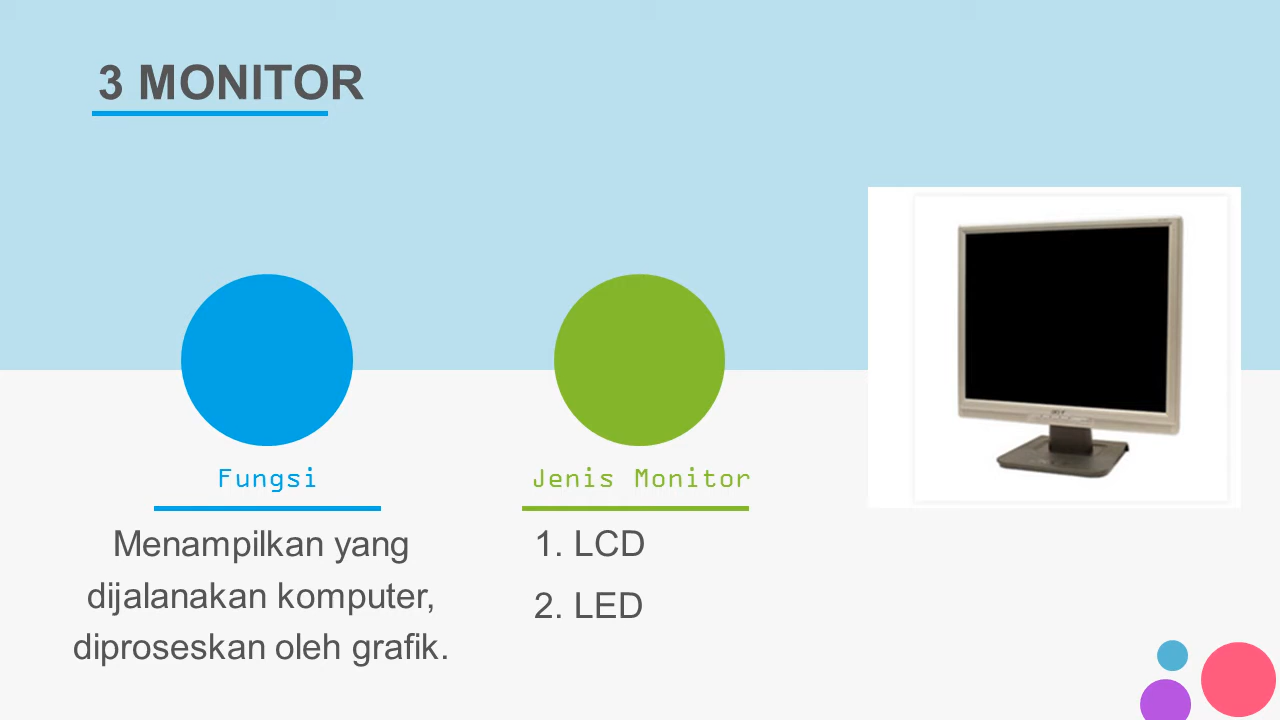 3 MONITOR
Fungsi
Menampilkan yang
dijalanakan komputer,
diproseskan oleh grafik.
Jenis Monitor
1. LCD
2. LED